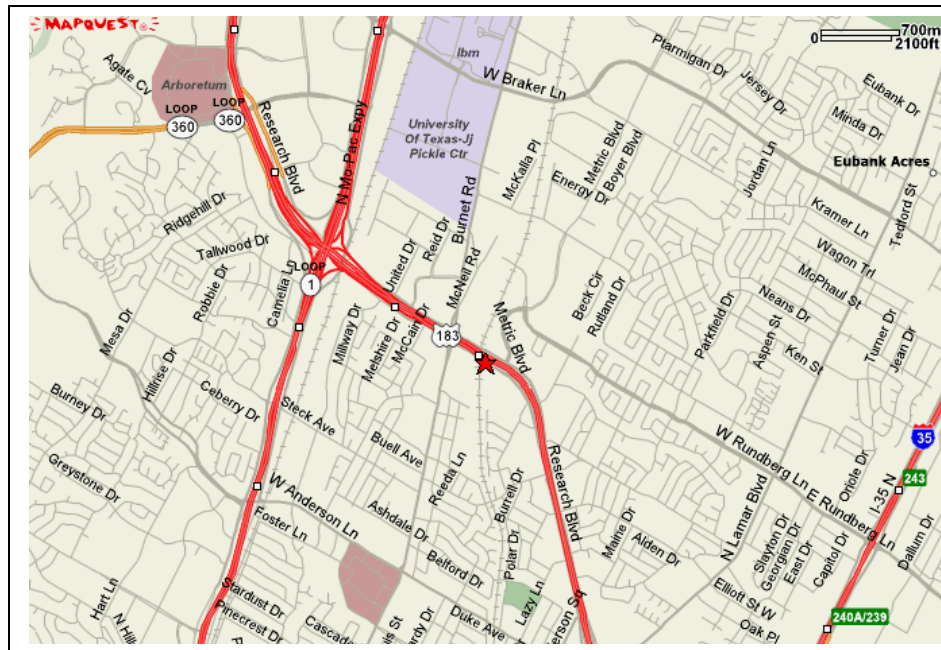 MAPQUEST®
0 700m
2100ft
Ibm
Ptarmigan Dr
W Braker Ln
Jersey Dr
Eubank Dr
Agate Cv
Arboretum
LOOP
360
LOOP
360
Research Blvd
N Mo Pac Expy
University
Of Texas-Jj
Pickle Ctr
McKalla Pl
Metric Blvd
Boyer Blvd
Energy Dr
Minda Dr
Jordan Ln
Eubank Acres
Tedford St
Kramer Ln
Burnet Rd
Ridgehill Dr
Tallwood Dr
Reid Dr
United Dr
Wagon Trl
McPhaul St
LOOP
1
Robbie Dr
Camelia Ln
McNeil Rd
Beck Cir
Rutland Dr
Neans Dr
Parkfield Dr
Aspen St
Ken St
Turner Dr
Jean Dr
Mesa Dr
Hillrise Dr
Millway Dr
Melshire Dr
McCain Dr
183
Metric Blvd
Burney Dr
Ceberry Dr
Steck Ave
Buell Ave
Greystone Dr
W Anderson Ln
Reeda Ln
Burrell Dr
Research Blvd
W Rundberg Ln
E Rundberg Ln
Oriole Dr
I-35 N
35
243
Foster Ln
Ashdale Dr
Belford Dr
Polar Dr
Maine Dr
Alden Dr
N Lamar Blvd
Slayton Dr
Georgian Dr
East Dr
Capitol Dr
Dallum Dr
Hart Ln
Stardust Dr
Pinecrest Dr
Duke Ave
Lazy Ln
Elliott St W
Oak Pl
240A/239